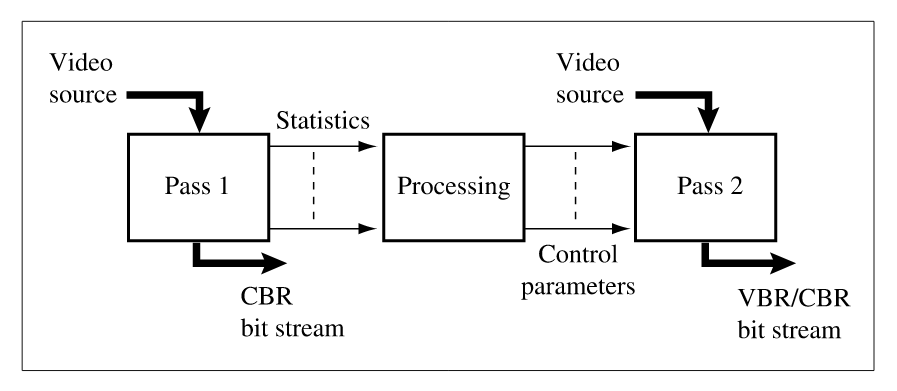 Video
source
Video
source
Statistics
Pass 1
Processing
Pass 2
Control
parameters
CBR
bit stream
VBR/CBR
bit stream